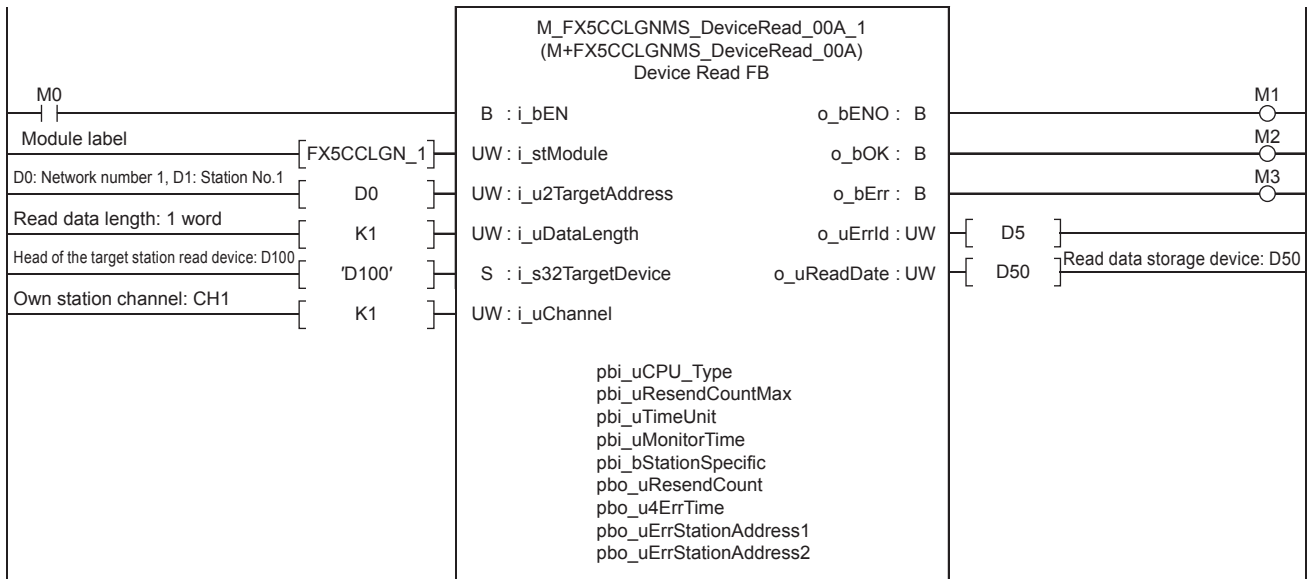 M_FX5CCLGNMS_DeviceRead_00A_1
(M+FX5CCLGNMS_DeviceRead_00A)
Device Read FB
M0
B : i_bEN
o_bENO : B
M1
Module label
FX5CCLGN_1
UW : i_stModule
o_bOK : B
M2
D0: Network number 1, D1: Station No.1
D0
UW : i_u2TargetAddress
o_bErr : B
M3
Read data length: 1 word
K1
UW : i_uDataLength
o_uErrId : UW
D5
Head of the target station read device: D100
'D100'
S : i_s32TargetDevice
o_uReadDate : UW
D50
Read data storage device: D50
Own station channel: CH1
K1
UW : i_uChannel
pbi_uCPU_Type
pbi_uResendCountMax
pbi_uTimeUnit
pbi_uMonitorTime
pbi_bStationSpecific
pbo_uResendCount
pbo_u4ErrTime
pbo_uErrStationAddress1
pbo_uErrStationAddress2